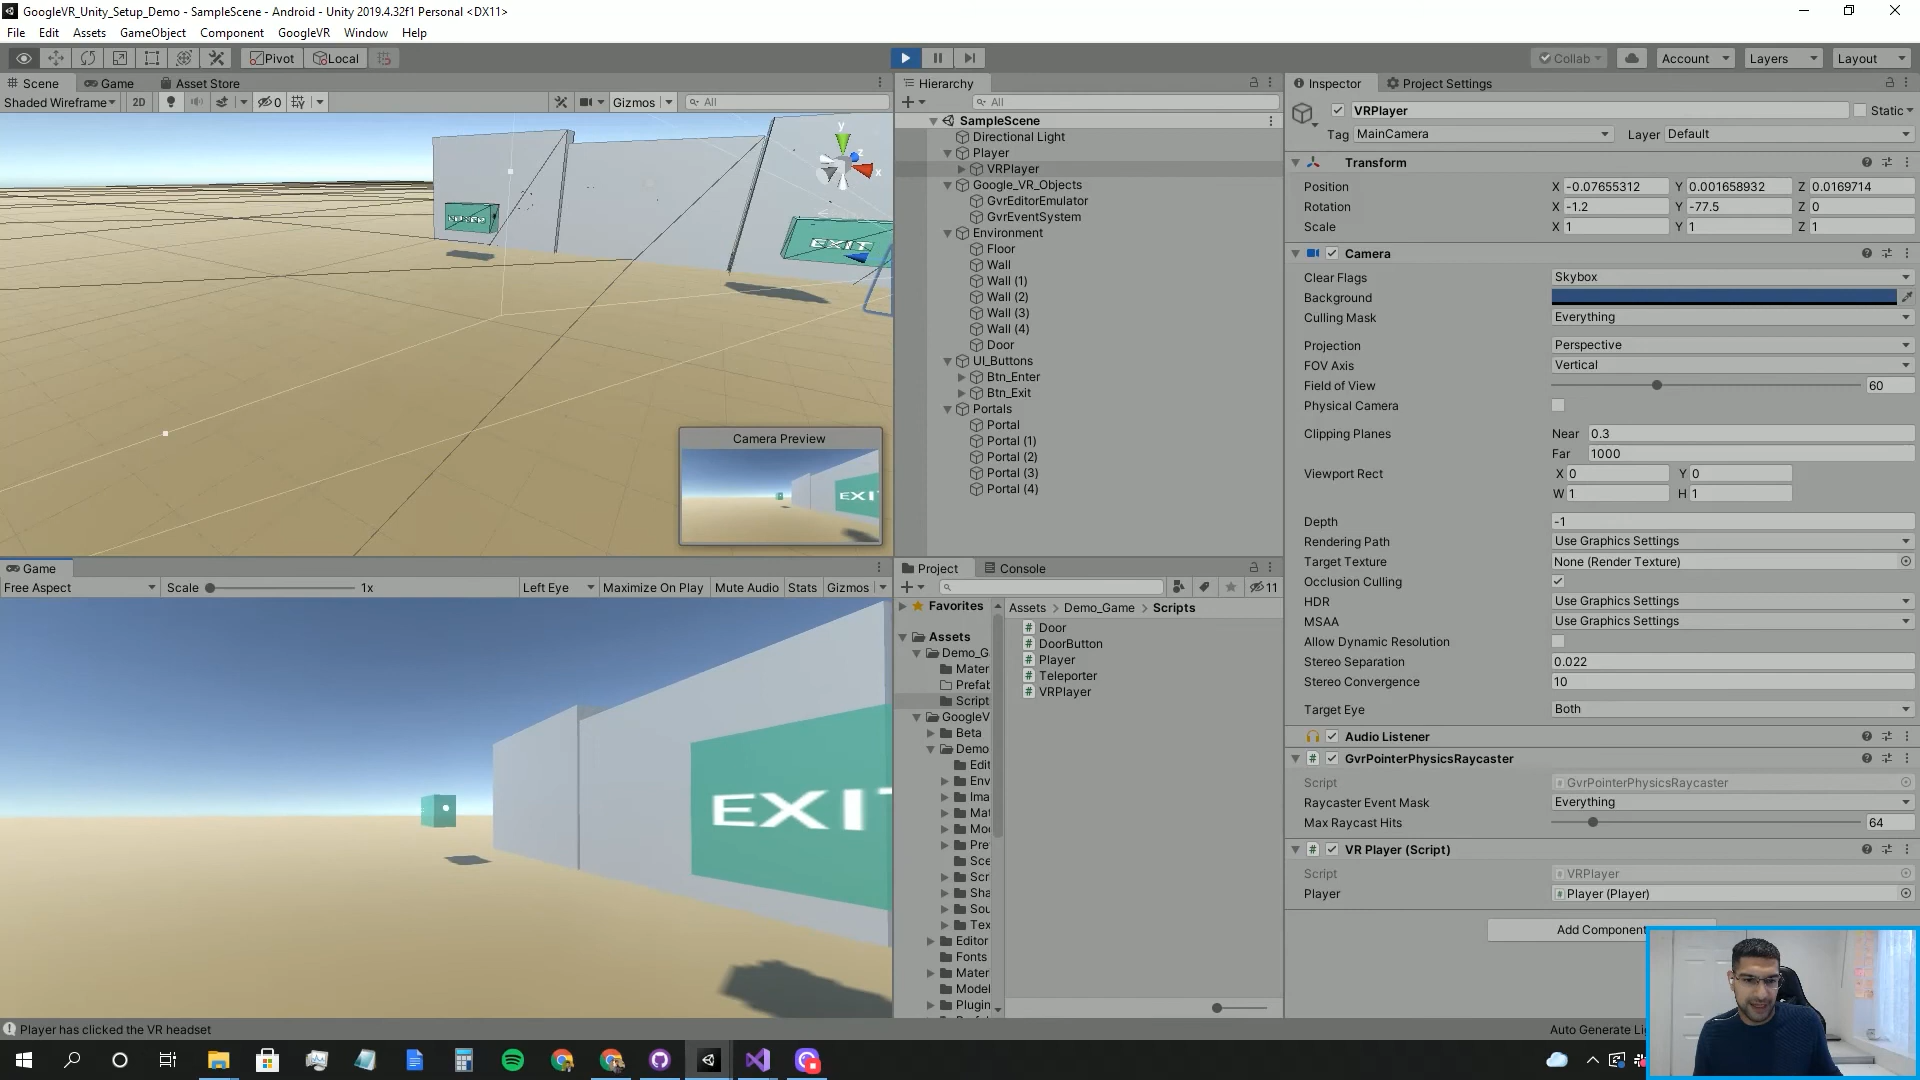 GoogleVR_Unity_Setup_Demo - SampleScene - Android - Unity 2019.4.32f1 Personal <DX11>
File Edit Assets GameObject Component GoogleVR Window Help
Pivot Local Collab Account Layers Layout
Scene Game Asset Store
Shaded Wireframe 2D 0 Gizmos All
y
x
z
EXIT
Camera Preview
EXI
Hierarchy
All
SampleScene
Directional Light
Player
VRPlayer
Google_VR_Objects
GvrEditorEmulator
GvrEventSystem
Environment
Floor
Wall
Wall (1)
Wall (2)
Wall (3)
Wall (4)
Door
UI_Buttons
Btn_Enter
Btn_Exit
Portals
Portal
Portal (1)
Portal (2)
Portal (3)
Portal (4)
Game
Free Aspect Scale 1x Left Eye Maximize On Play Mute Audio Stats Gizmos
EXIT
Project Console
11
Favorites
Assets
Demo_G
Mater
Prefab
Script
GoogleV
Beta
Demo
Edit
Env
Ima
Mat
Mod
Pre
Sce
Scr
Sha
Sou
Tex
Editor
Fonts
Mater
Model
Plugin
Assets > Demo_Game > Scripts
Door
DoorButton
Player
Teleporter
VRPlayer
Inspector Project Settings
VRPlayer Static
Tag MainCamera Layer Default
Transform
Position X -0.07655312 Y 0.001658932 Z 0.0169714
Rotation X -1.2 Y -77.5 Z 0
Scale X 1 Y 1 Z 1
Camera
Clear Flags Skybox
Background
Culling Mask Everything
Projection Perspective
FOV Axis Vertical
Field of View 60
Physical Camera
Clipping Planes Near 0.3
Far 1000
Viewport Rect X 0 Y 0
W 1 H 1
Depth -1
Rendering Path Use Graphics Settings
Target Texture None (Render Texture)
Occlusion Culling
HDR Use Graphics Settings
MSAA Use Graphics Settings
Allow Dynamic Resolution
Stereo Separation 0.022
Stereo Convergence 10
Target Eye Both
Audio Listener
GvrPointerPhysicsRaycaster
Script GvrPointerPhysicsRaycaster
Raycaster Event Mask Everything
Max Raycast Hits 64
VR Player (Script)
Script VRPlayer
Player Player (Player)
Add Componen
Player has clicked the VR headset
Auto Generate Li